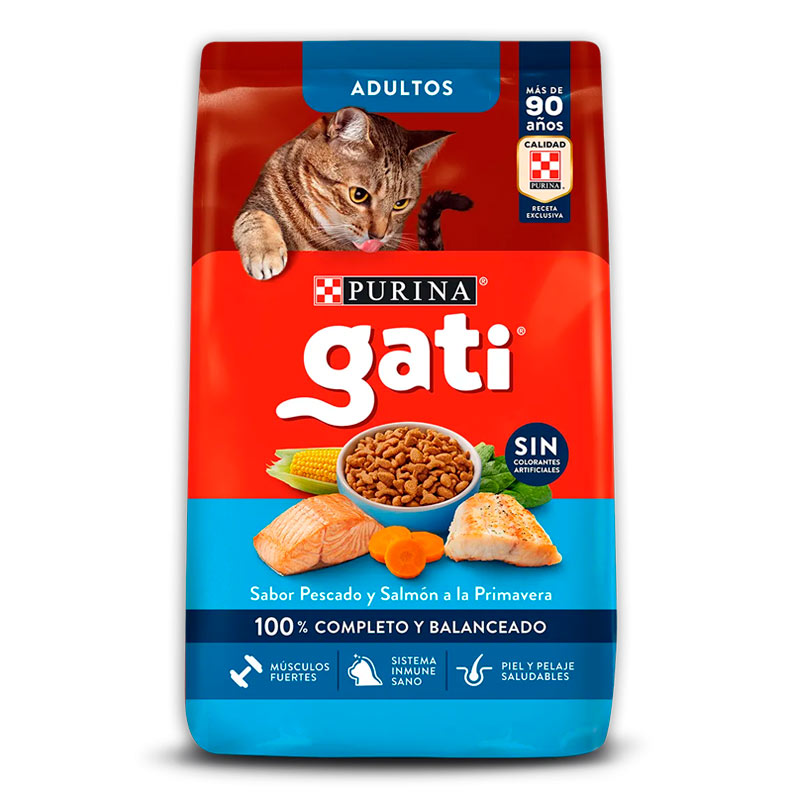 ADULTOS
MÁS DE
90
años
CALIDAD
PURINA®
RECETA
EXCLUSIVA
PURINA®
gati®
SIN
COLORANTES
ARTIFICIALES
Sabor Pescado y Salmón a la Primavera
100% COMPLETO Y BALANCEADO
MÚSCULOS
FUERTES
SISTEMA
INMUNE
SANO
PIEL Y PELAJE
SALUDABLES